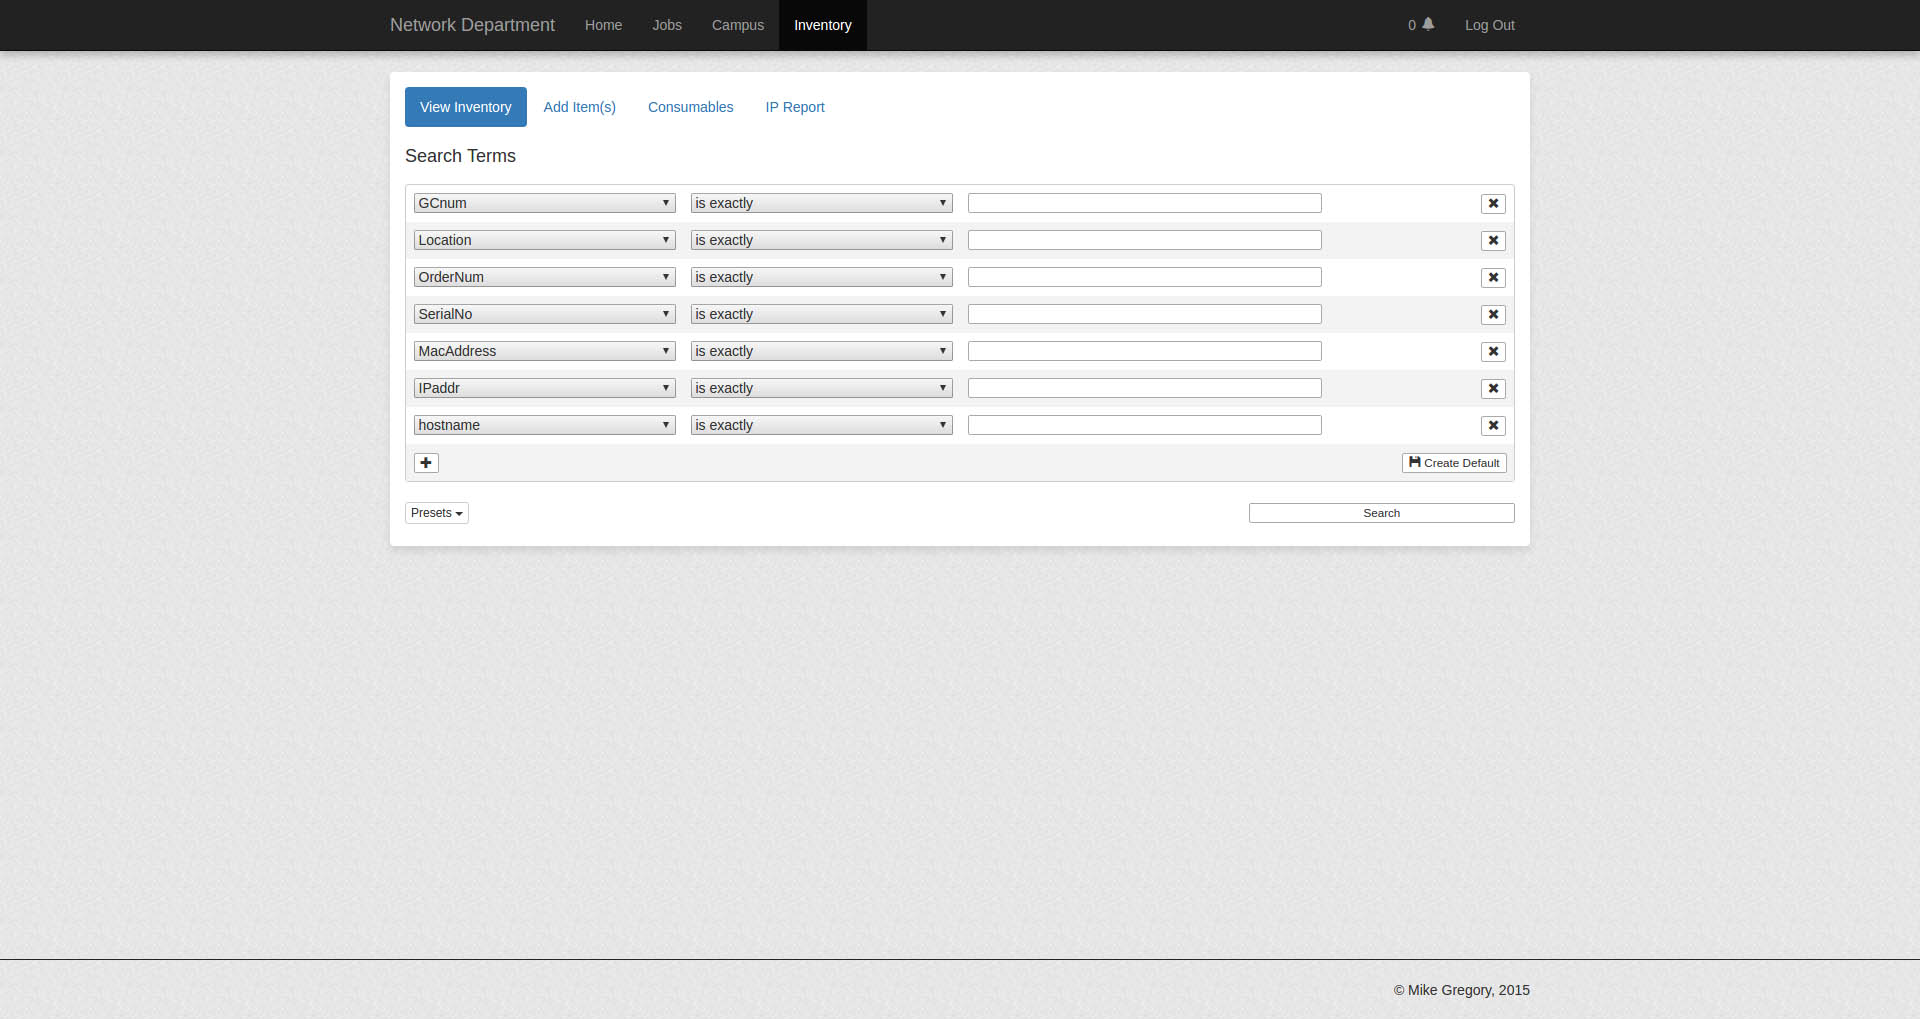 Network Department Home Jobs Campus Inventory 0 Log Out
View Inventory Add Item(s) Consumables IP Report
Search Terms
GCnum is exactly
Location is exactly
OrderNum is exactly
SerialNo is exactly
MacAddress is exactly
IPaddr is exactly
hostname is exactly
Create Default
Presets Search
© Mike Gregory, 2015